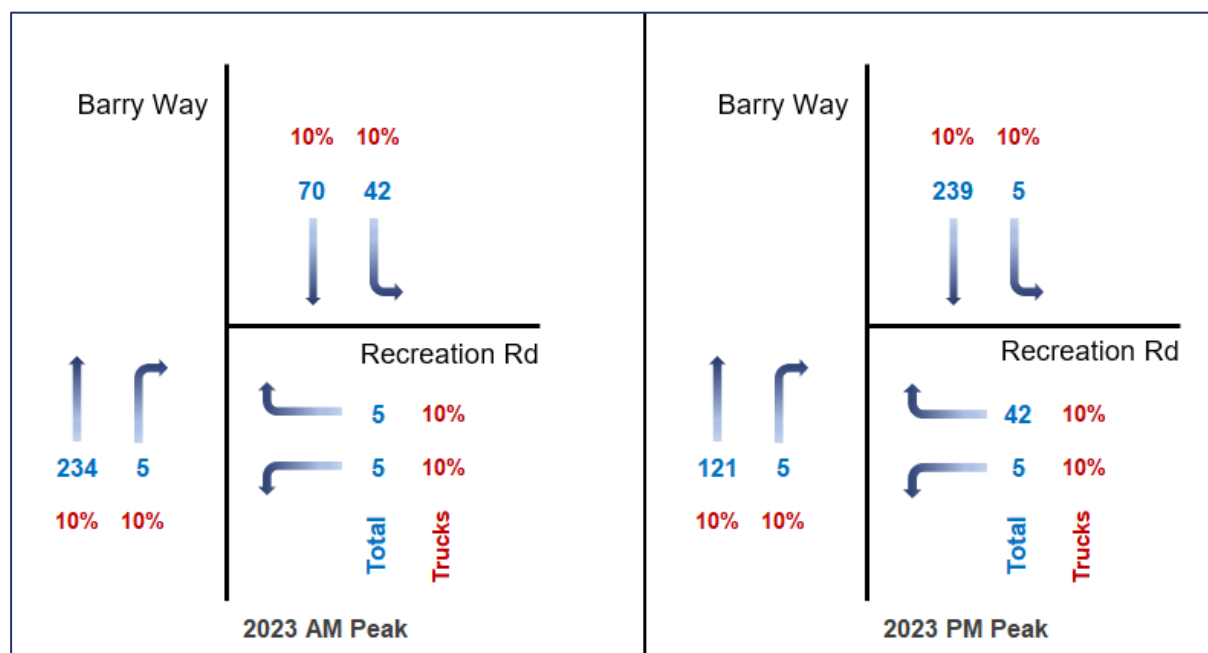 Barry Way
10% 10%
70 42
Recreation Rd
5 10%
234 5
5 10%
10% 10%
Total
Trucks
2023 AM Peak
Barry Way
10% 10%
239 5
Recreation Rd
42 10%
121 5
5 10%
10% 10%
Total
Trucks
2023 PM Peak